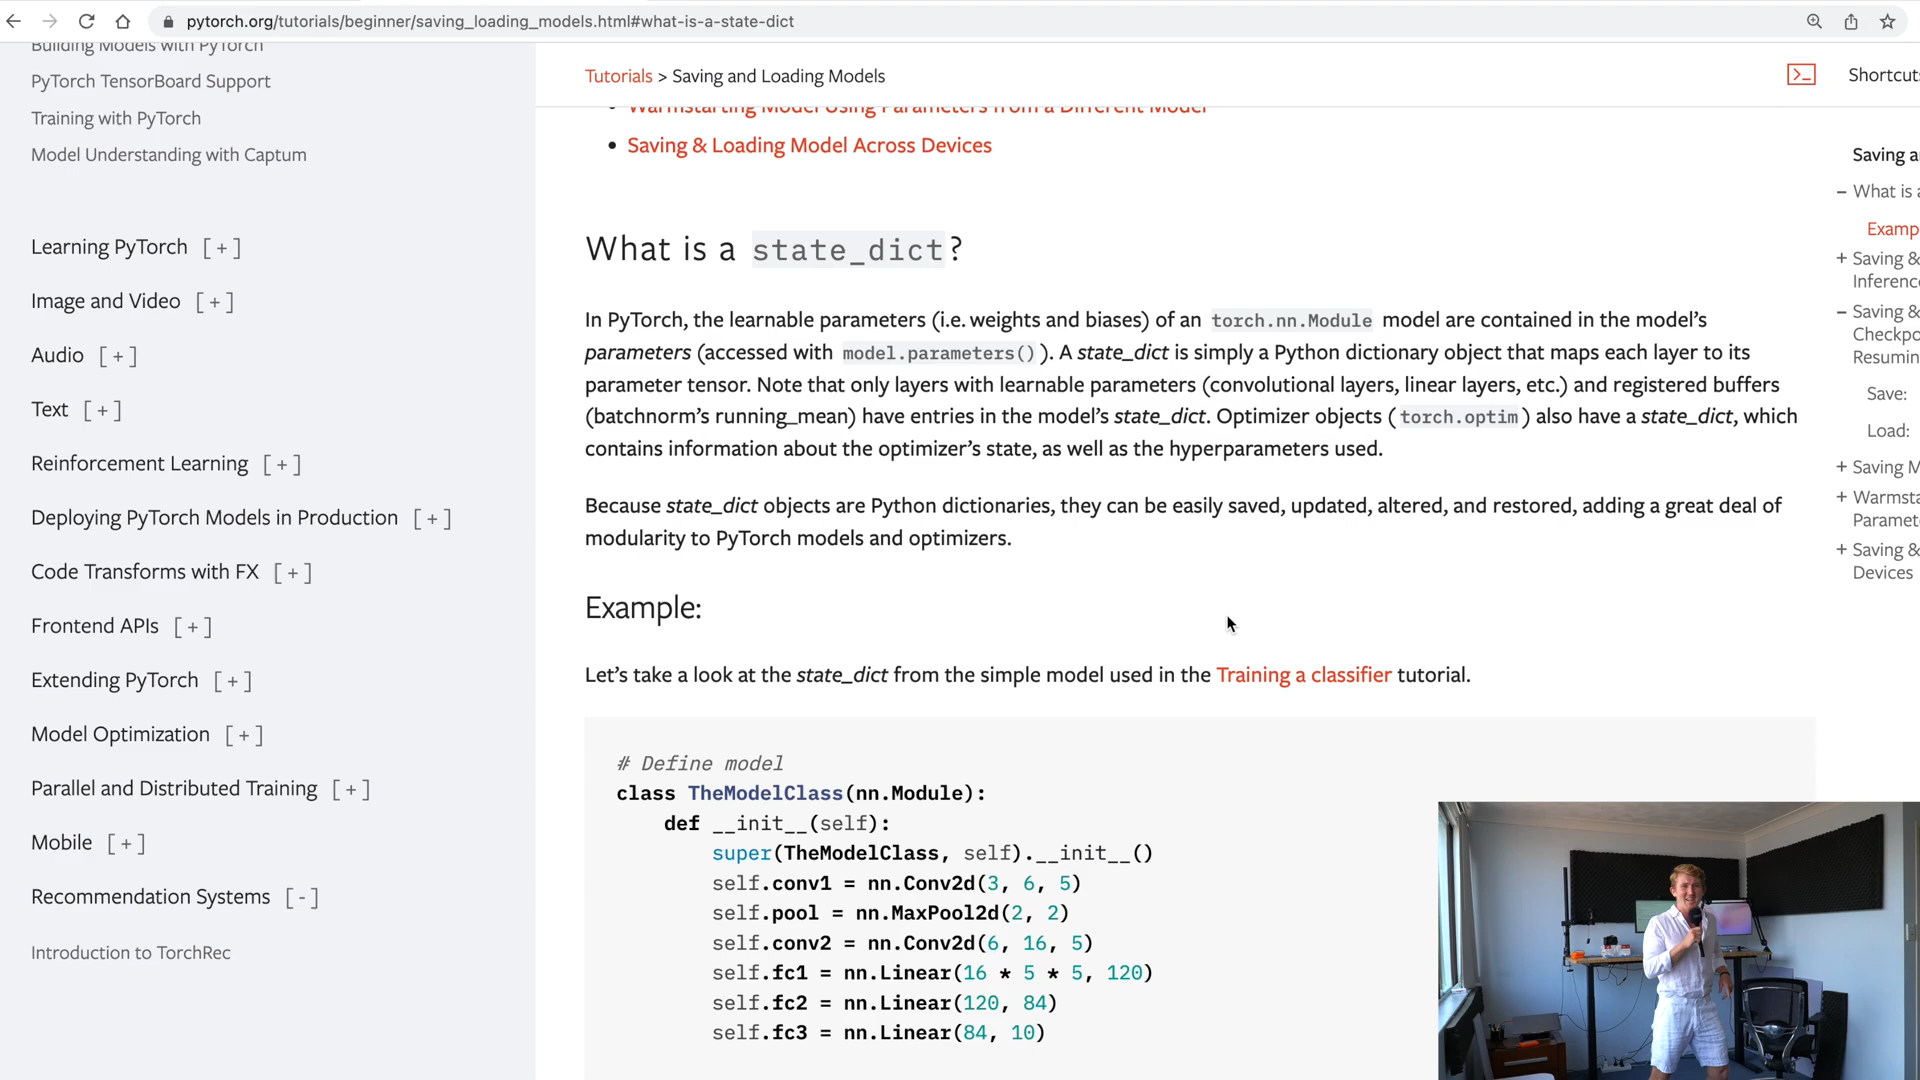 pytorch.org/tutorials/beginner/saving_loading_models.html#what-is-a-state-dict
Building Models with PyTorch
PyTorch TensorBoard Support
Training with PyTorch
Model Understanding with Captum
Learning PyTorch [ + ]
Image and Video [ + ]
Audio [ + ]
Text [ + ]
Reinforcement Learning [ + ]
Deploying PyTorch Models in Production [ + ]
Code Transforms with FX [ + ]
Frontend APIs [ + ]
Extending PyTorch [ + ]
Model Optimization [ + ]
Parallel and Distributed Training [ + ]
Mobile [ + ]
Recommendation Systems [ - ]
Introduction to TorchRec
Tutorials > Saving and Loading Models
Shortcuts
• Warmstarting Model Using Parameters from a Different Model
• Saving & Loading Model Across Devices
What is a state_dict?
In PyTorch, the learnable parameters (i.e. weights and biases) of an torch.nn.Module model are contained in the model’s
parameters (accessed with model.parameters() ). A state_dict is simply a Python dictionary object that maps each layer to its
parameter tensor. Note that only layers with learnable parameters (convolutional layers, linear layers, etc.) and registered buffers
(batchnorm’s running_mean) have entries in the model’s state_dict. Optimizer objects ( torch.optim ) also have a state_dict, which
contains information about the optimizer’s state, as well as the hyperparameters used.
Because state_dict objects are Python dictionaries, they can be easily saved, updated, altered, and restored, adding a great deal of
modularity to PyTorch models and optimizers.
Example:
Let’s take a look at the state_dict from the simple model used in the Training a classifier tutorial.
# Define model
class TheModelClass(nn.Module):
    def __init__(self):
        super(TheModelClass, self).__init__()
        self.conv1 = nn.Conv2d(3, 6, 5)
        self.pool = nn.MaxPool2d(2, 2)
        self.conv2 = nn.Conv2d(6, 16, 5)
        self.fc1 = nn.Linear(16 * 5 * 5, 120)
        self.fc2 = nn.Linear(120, 84)
        self.fc3 = nn.Linear(84, 10)
Saving a
– What is a
Examp
+ Saving &
Inference
– Saving &
Checkpo
Resumin
Save:
Load:
+ Saving M
+ Warmsta
Paramet
+ Saving &
Devices